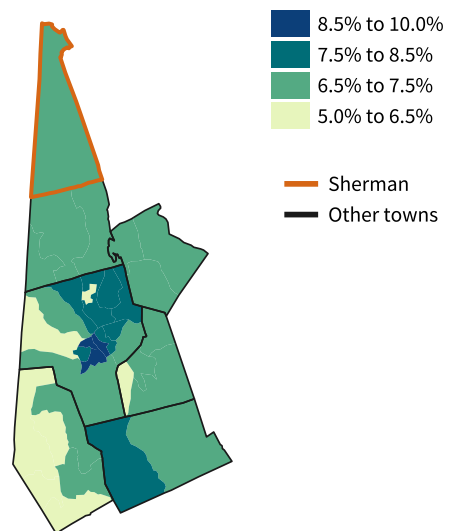 8.5% to 10.0%
7.5% to 8.5%
6.5% to 7.5%
5.0% to 6.5%
Sherman
Other towns